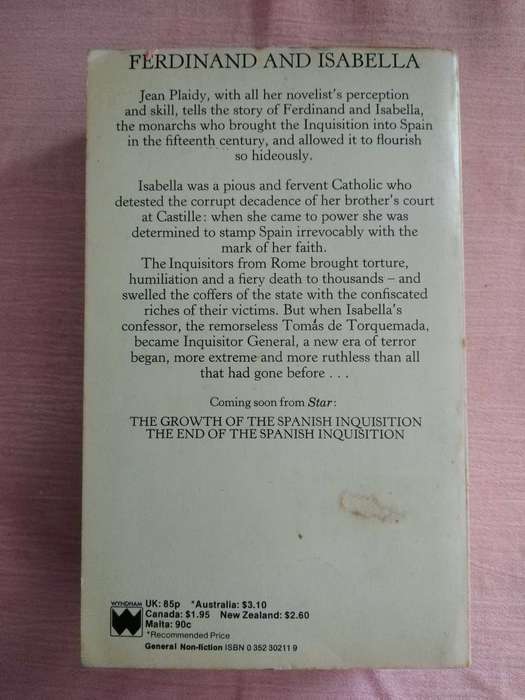 FERDINAND AND ISABELLA
Jean Plaidy, with all her novelist's perception
and skill, tells the story of Ferdinand and Isabella,
the monarchs who brought the Inquisition into Spain
in the fifteenth century, and allowed it to flourish
so hideously.
Isabella was a pious and fervent Catholic who
detested the corrupt decadence of her brother's court
at Castille: when she came to power she was
determined to stamp Spain irrevocably with the
mark of her faith.
The Inquisitors from Rome brought torture,
humiliation and a fiery death to thousands – and
swelled the coffers of the state with the confiscated
riches of their victims. But when Isabella's
confessor, the remorseless Tomás de Torquemada,
became Inquisitor General, a new era of terror
began, more extreme and more ruthless than all
that had gone before . . .
Coming soon from Star:
THE GROWTH OF THE SPANISH INQUISITION
THE END OF THE SPANISH INQUISITION
WYNDHAM
UK: 85p *Australia: $3.10
Canada: $1.95 New Zealand: $2.60
Malta: 90c
*Recommended Price
General Non-fiction ISBN 0 352 30211 9